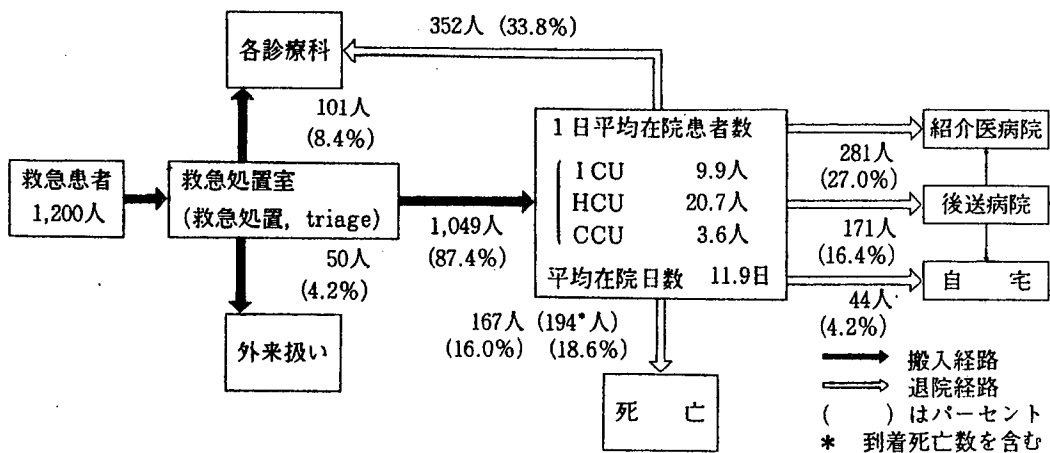 352人 (33.8%)
各診療科
101人
(8.4%)
救急患者
1,200人
救急処置室
(救急処置, triage)
1,049人
(87.4%)
50人
(4.2%)
外来扱い
1日平均在院患者数
ICU 9.9人
HCU 20.7人
CCU 3.6人
平均在院日数 11.9日
紹介医病院
281人
(27.0%)
後送病院
171人
(16.4%)
自 宅
44人
(4.2%)
167人 (194*人)
(16.0%) (18.6%)
死 亡
搬入経路
退院経路
( )はパーセント
* 到着死亡数を含む